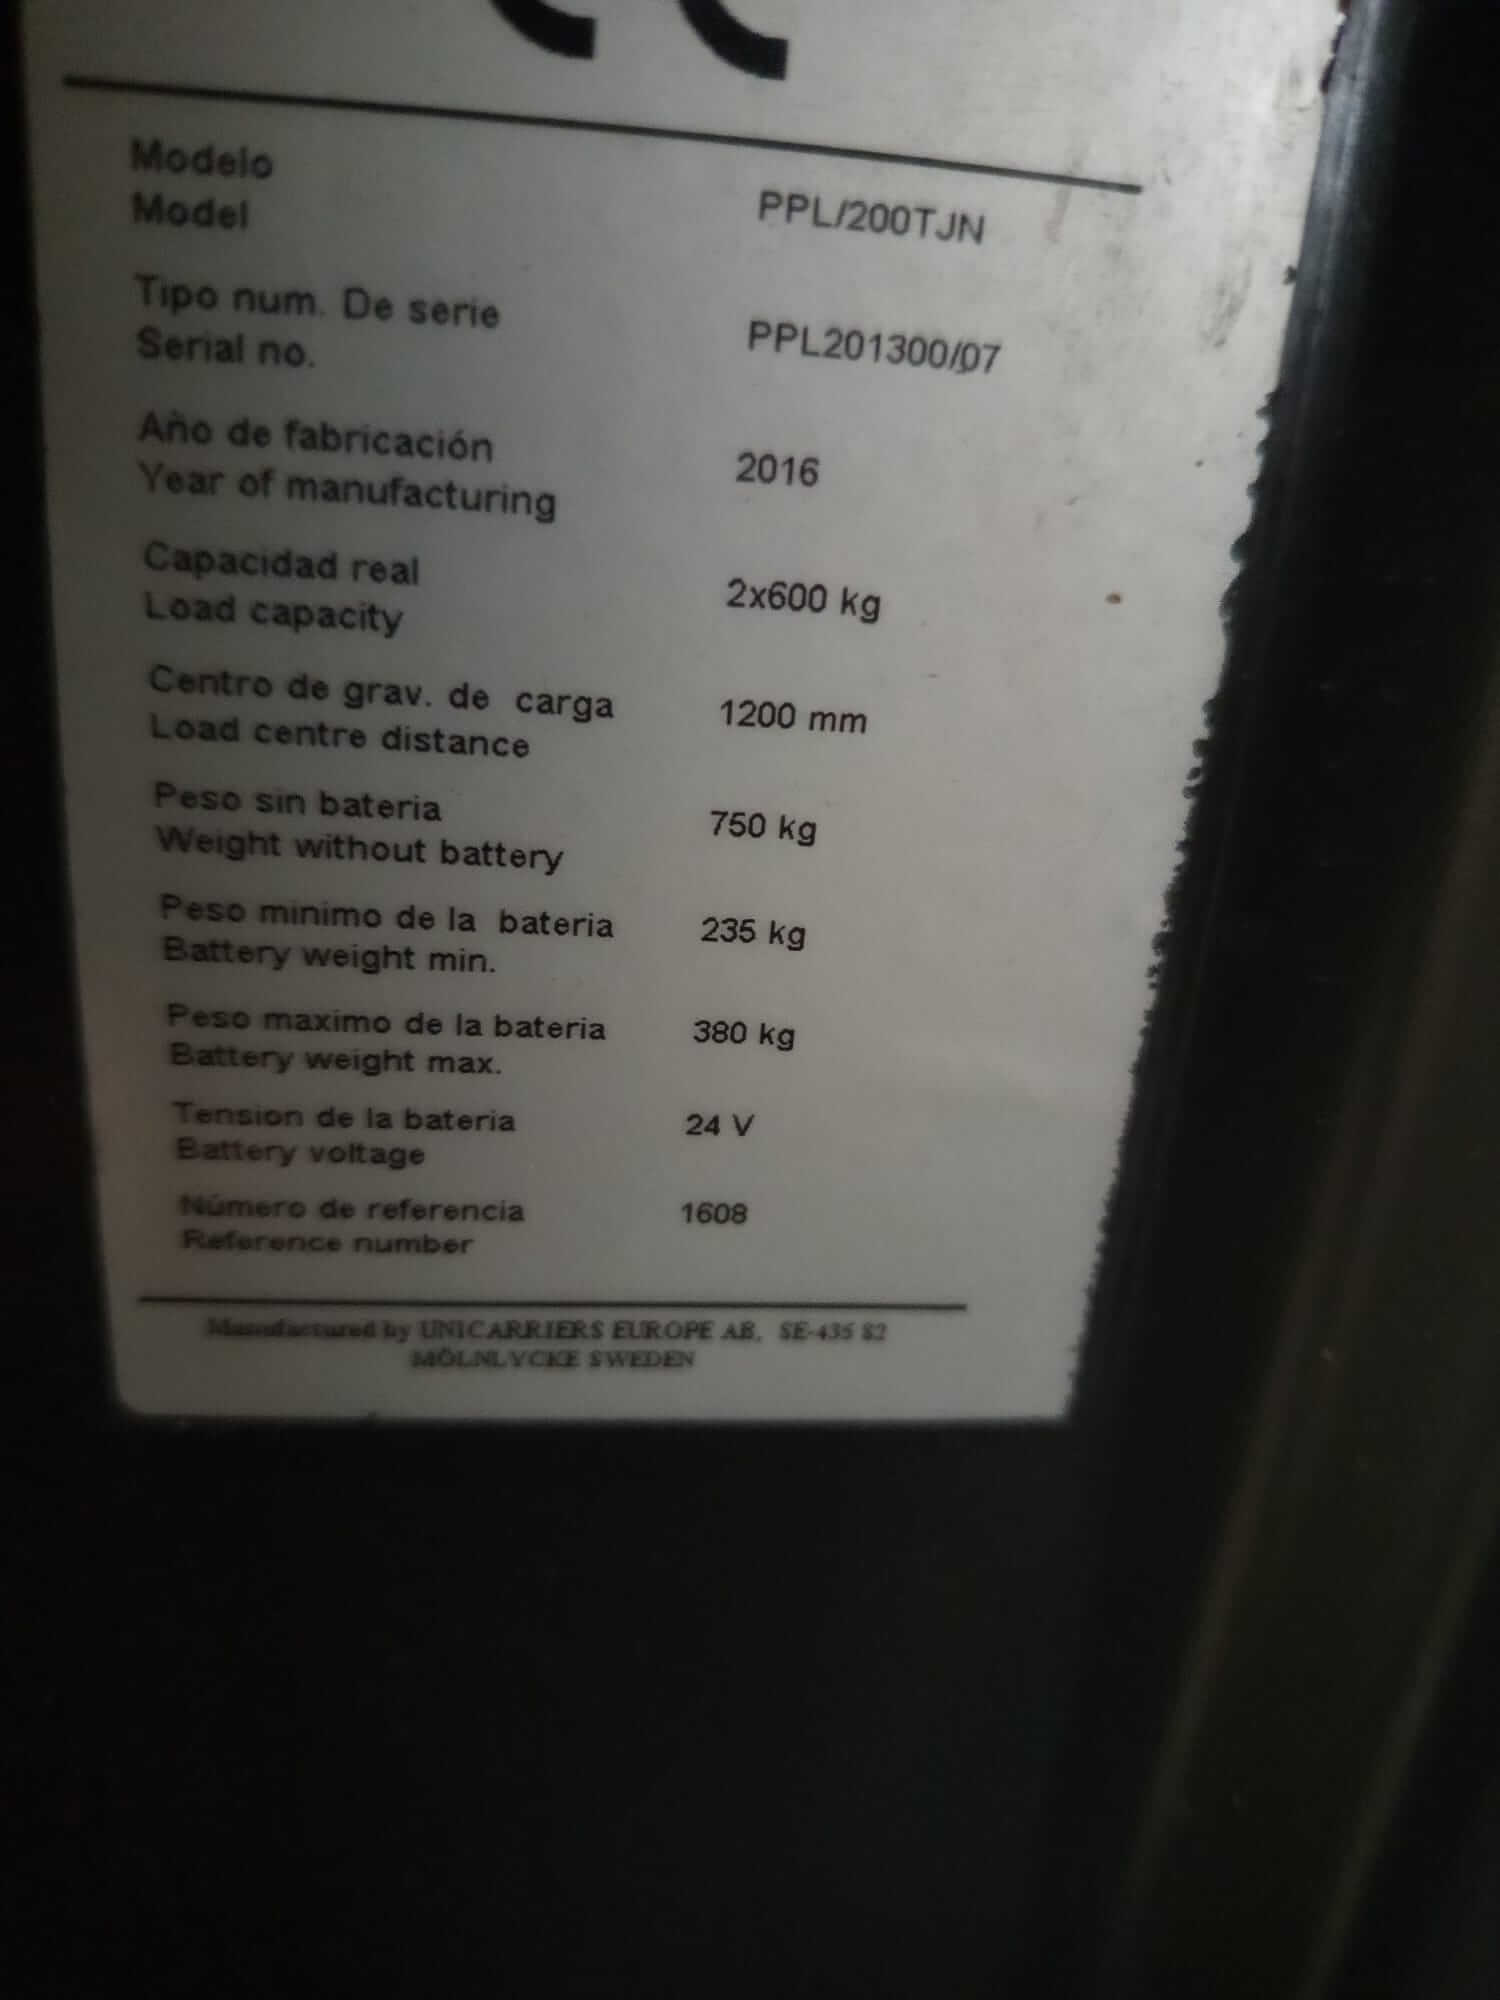 CE
Modelo
Model PPL/200TJN
Tipo num. De serie
Serial no. PPL201300/07
Año de fabricación
Year of manufacturing 2016
Capacidad real
Load capacity 2x600 kg
Centro de grav. de carga
Load centre distance 1200 mm
Peso sin bateria
Weight without battery 750 kg
Peso minimo de la bateria
Battery weight min. 235 kg
Peso maximo de la bateria
Battery weight max. 380 kg
Tension de la bateria
Battery voltage 24 V
Número de referencia
Reference number 1608
Manufactured by UNICARRIERS EUROPE AB, SE-435 82
MÖLNLYCKE SWEDEN